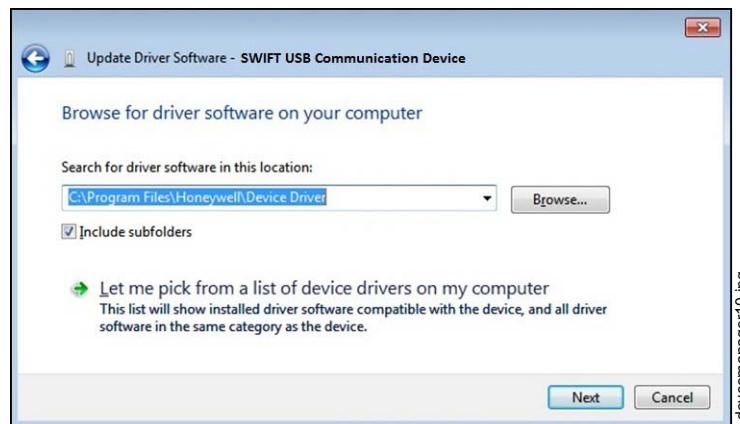 Update Driver Software - SWIFT USB Communication Device
Browse for driver software on your computer
Search for driver software in this location:
C:\Program Files\Honeywell\Device Driver
Browse...
Include subfolders
Let me pick from a list of device drivers on my computer
This list will show installed driver software compatible with the device, and all driver
software in the same category as the device.
Next
Cancel